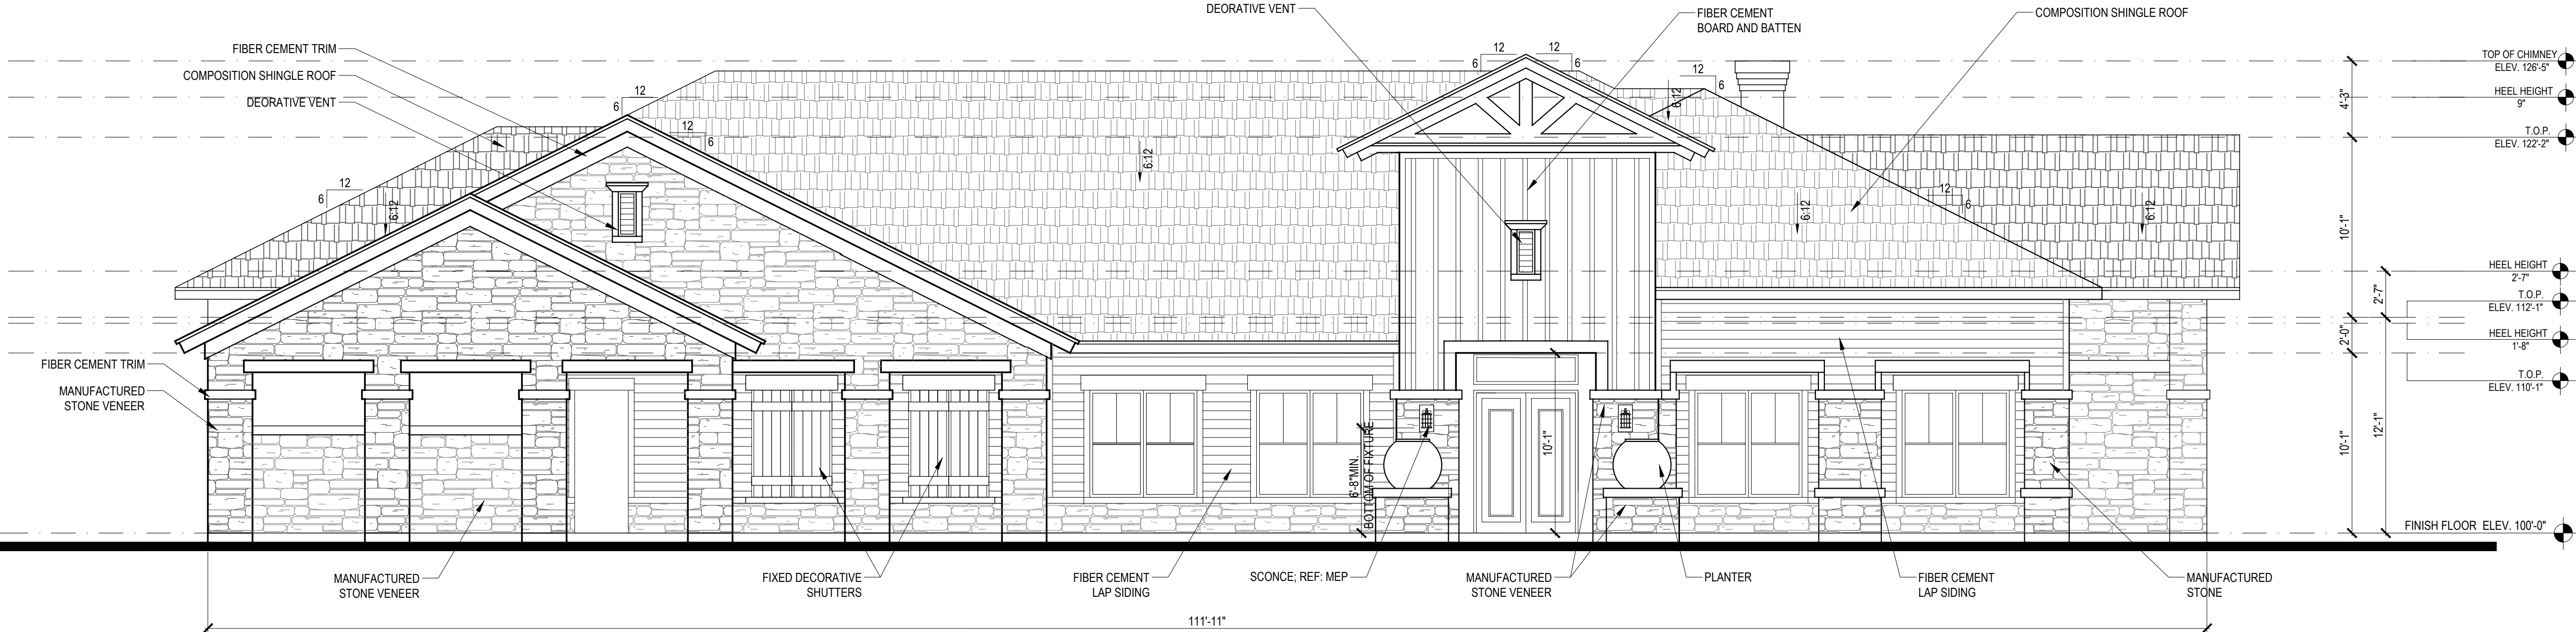 DEORATIVE VENT
FIBER CEMENT
BOARD AND BATTEN
COMPOSITION SHINGLE ROOF
FIBER CEMENT TRIM
COMPOSITION SHINGLE ROOF
DEORATIVE VENT
12
12
6
6
12
6
12
6
12
6
12
6
12
6
6:12
6:12
6:12
6:12
6:12
TOP OF CHIMNEY
ELEV. 126'-5"
HEEL HEIGHT
9"
T.O.P.
ELEV. 122'-2"
HEEL HEIGHT
2'-7"
T.O.P.
ELEV. 112'-1"
HEEL HEIGHT
1'-8"
T.O.P.
ELEV. 110'-1"
FINISH FLOOR ELEV. 100'-0"
4'-3"
10'-1"
2'-7"
2'-0"
12'-1"
10'-1"
FIBER CEMENT TRIM
MANUFACTURED
STONE VENEER
6'-8"MIN.
BOTTOM OF FIXTURE
10'-1"
MANUFACTURED
STONE VENEER
FIXED DECORATIVE
SHUTTERS
FIBER CEMENT
LAP SIDING
SCONCE; REF: MEP
MANUFACTURED
STONE VENEER
PLANTER
FIBER CEMENT
LAP SIDING
MANUFACTURED
STONE
111'-11"